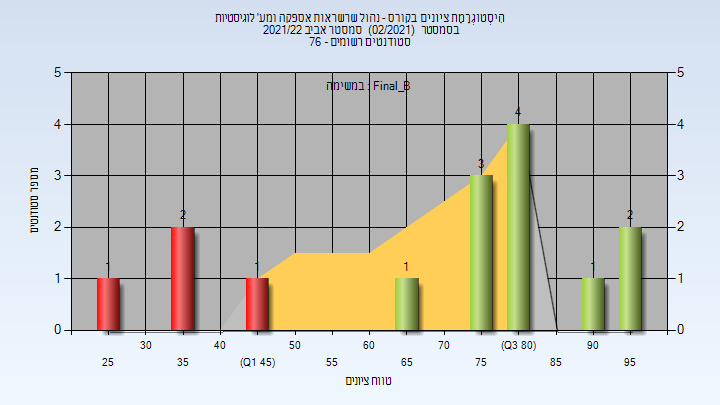 היסטוגרמת ציונים בקורס - נהול שרשראות אספקה ומע' לוגיסטיות
בסמסטר (02/2021) סמסטר אביב 2021/22
סטודנטים רשומים - 76
במשימה : Final_B
מספר סטודנטים
5 5
4 4
3 3
2 2
1 1
0 0
1 2 1 1 3 4 1 2
30 40 50 60 70 (Q3 80) 90
25 35 (Q1 45) 55 65 75 85 95
טווח ציונים